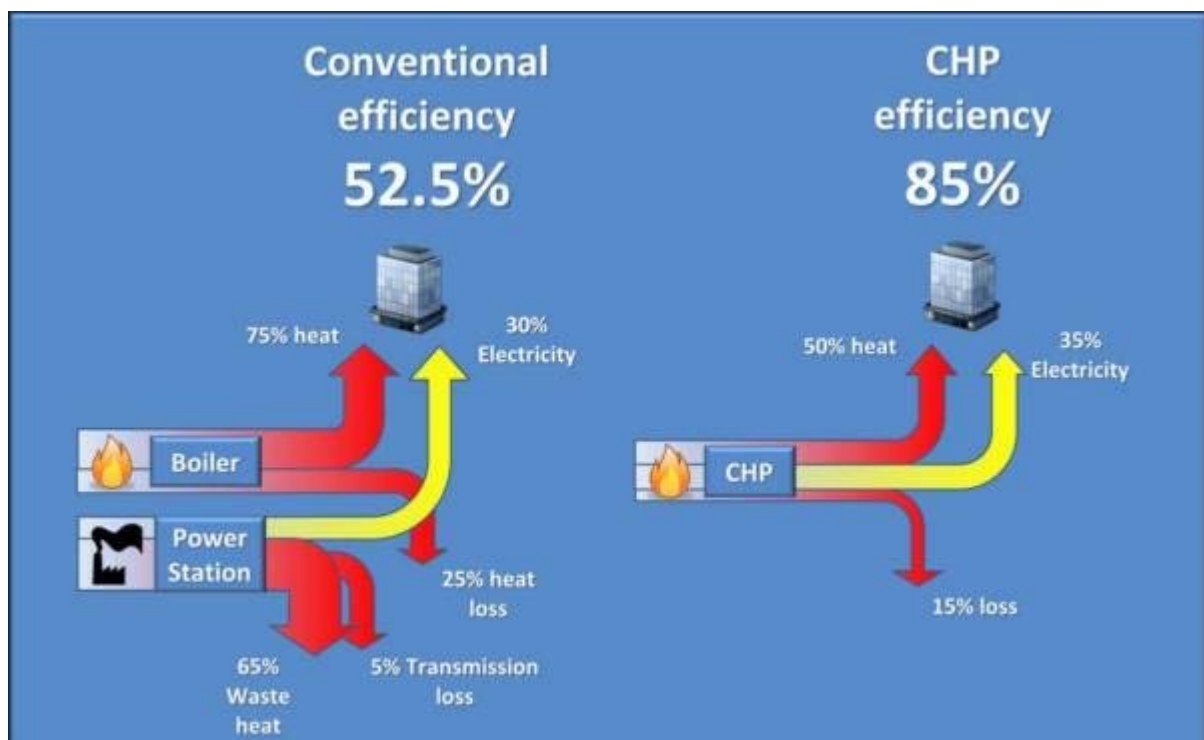 Conventional
efficiency
52.5%
CHP
efficiency
85%
75% heat
30%
Electricity
50% heat
35%
Electricity
Boiler
CHP
Power
Station
25% heat
loss
15% loss
65%
Waste
heat
5% Transmission
loss